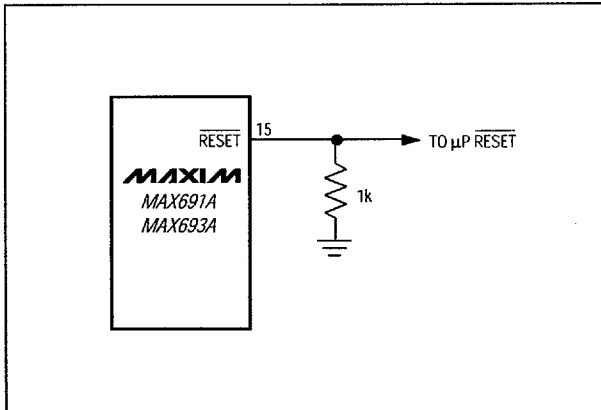 RESET 15
TO μP RESET
MAXIM
MAX691A
MAX693A
1k